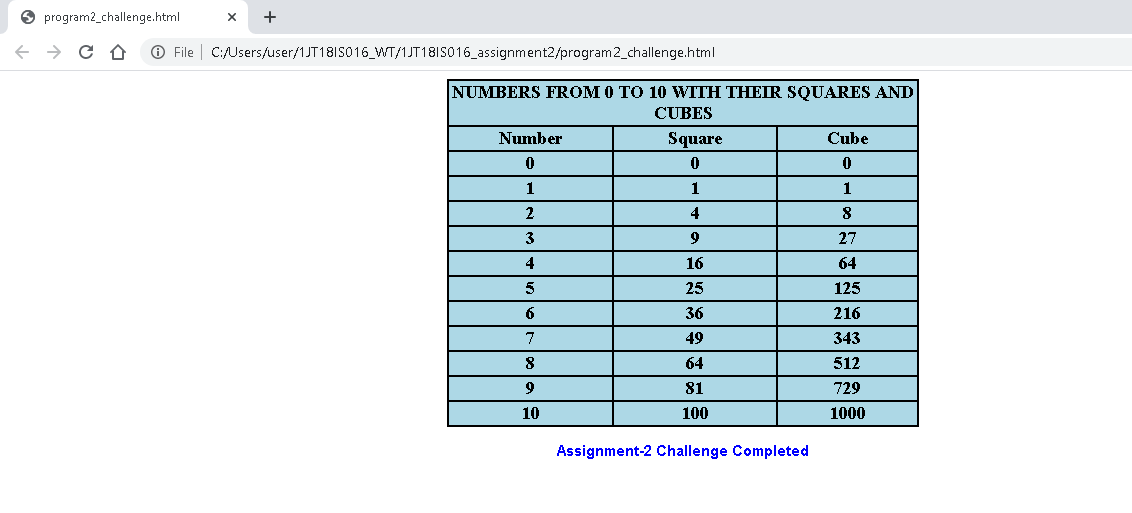 program2_challenge.html
File C:/Users/user/1JT18IS016_WT/1JT18IS016_assignment2/program2_challenge.html
NUMBERS FROM 0 TO 10 WITH THEIR SQUARES AND
CUBES
Number Square Cube
0 0 0
1 1 1
2 4 8
3 9 27
4 16 64
5 25 125
6 36 216
7 49 343
8 64 512
9 81 729
10 100 1000
Assignment-2 Challenge Completed